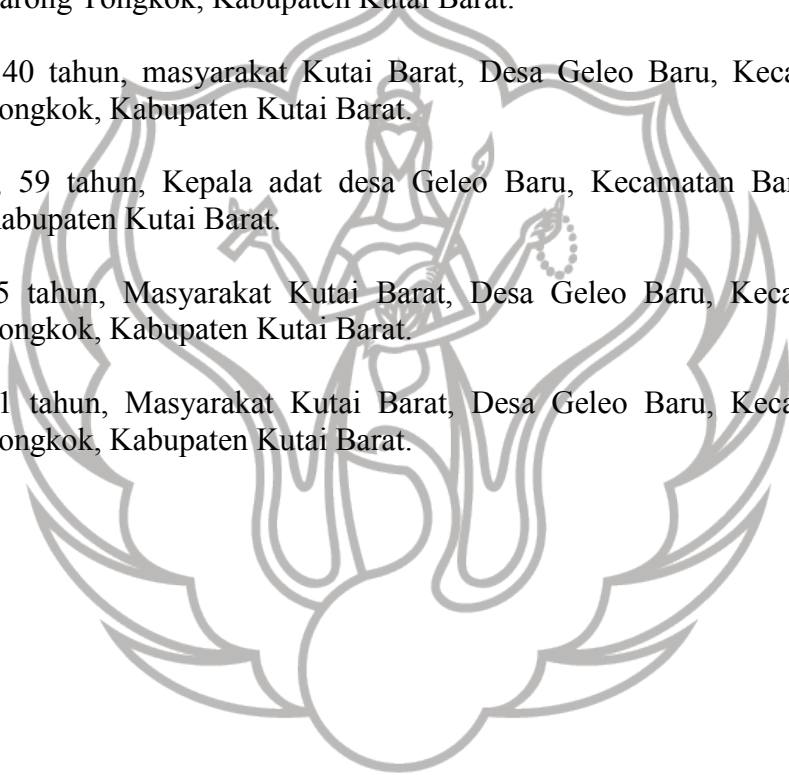 arong Tongkok, Kabupaten Kutai Barat.
40 tahun, masyarakat Kutai Barat, Desa Geleo Baru, Keca
ongkok, Kabupaten Kutai Barat.
, 59 tahun, Kepala adat desa Geleo Baru, Kecamatan Bar
abupaten Kutai Barat.
5 tahun, Masyarakat Kutai Barat, Desa Geleo Baru, Keca
ongkok, Kabupaten Kutai Barat.
1 tahun, Masyarakat Kutai Barat, Desa Geleo Baru, Keca
ongkok, Kabupaten Kutai Barat.